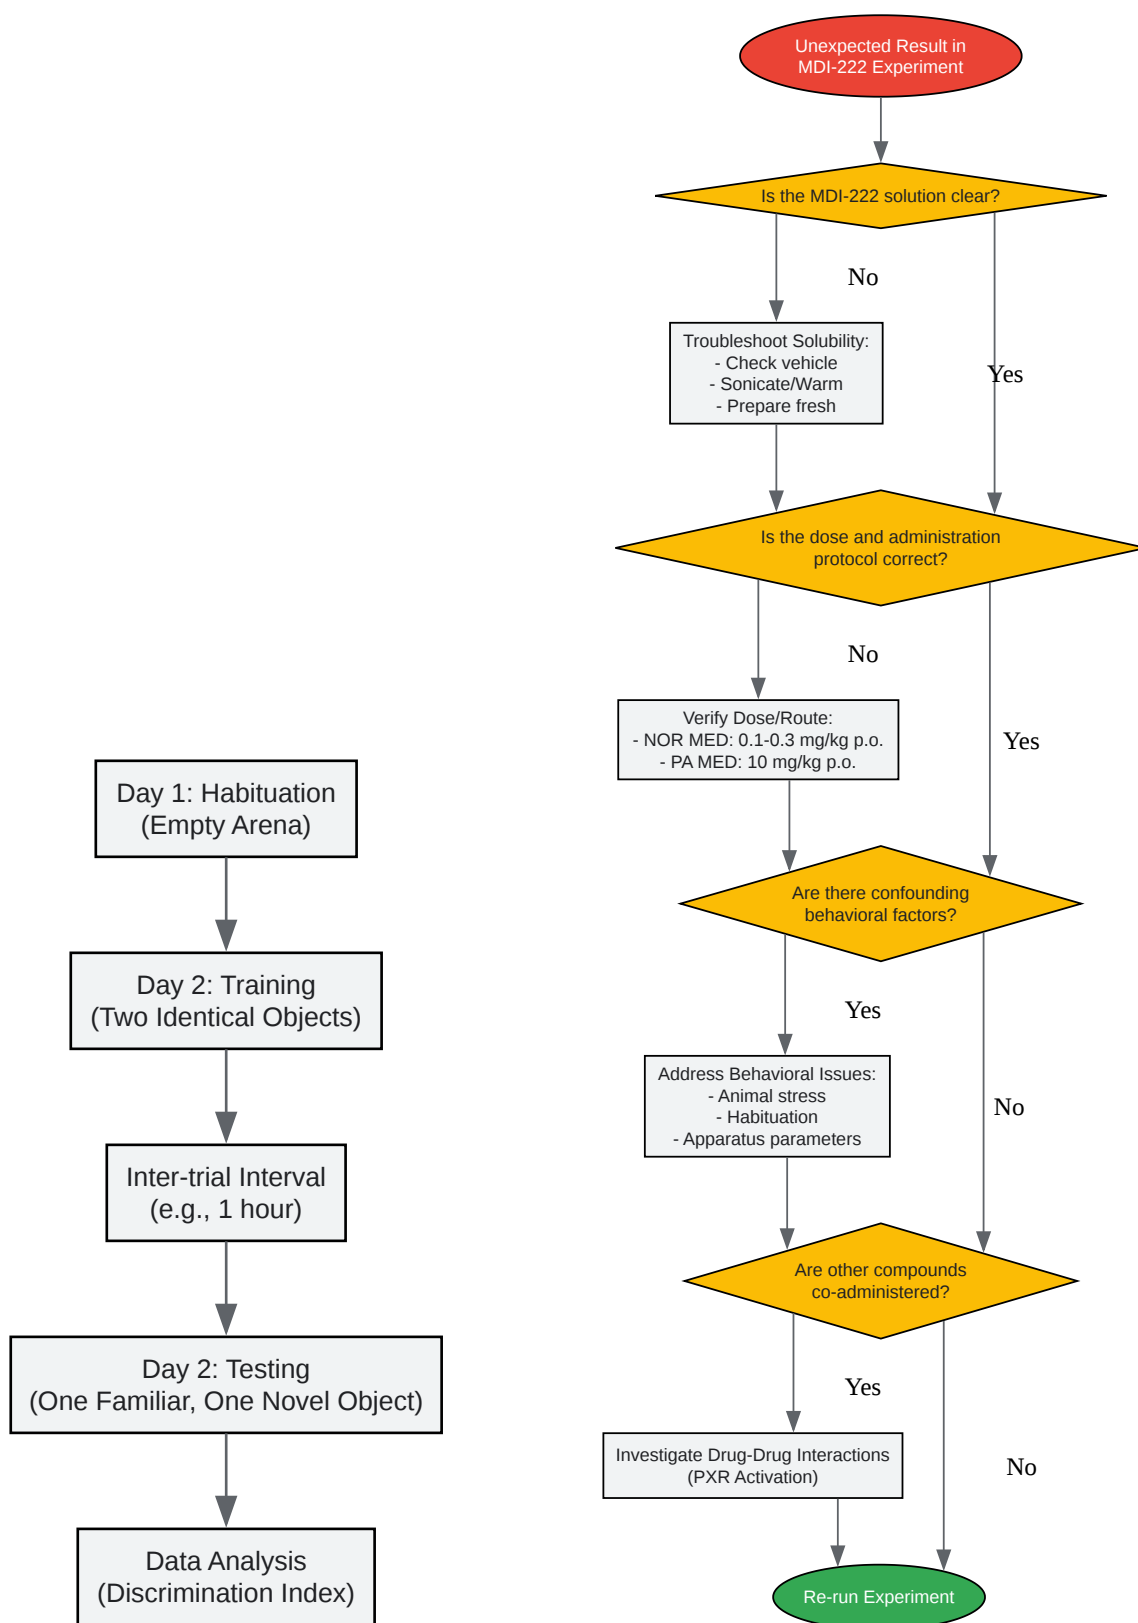 Day 1: Habituation
(Empty Arena)
Day 2: Training
(Two Identical Objects)
Inter-trial Interval
(e.g., 1 hour)
Day 2: Testing
(One Familiar, One Novel Object)
Data Analysis
(Discrimination Index)
Unexpected Result in
MDI-222 Experiment
Is the MDI-222 solution clear?
No
Troubleshoot Solubility:
- Check vehicle
- Sonicate/Warm
- Prepare fresh
Yes
Is the dose and administration
protocol correct?
No
Verify Dose/Route:
- NOR MED: 0.1-0.3 mg/kg p.o.
- PA MED: 10 mg/kg p.o.
Yes
Are there confounding
behavioral factors?
Yes
Address Behavioral Issues:
- Animal stress
- Habituation
- Apparatus parameters
No
Are other compounds
co-administered?
Yes
Investigate Drug-Drug Interactions
(PXR Activation)
No
Re-run Experiment